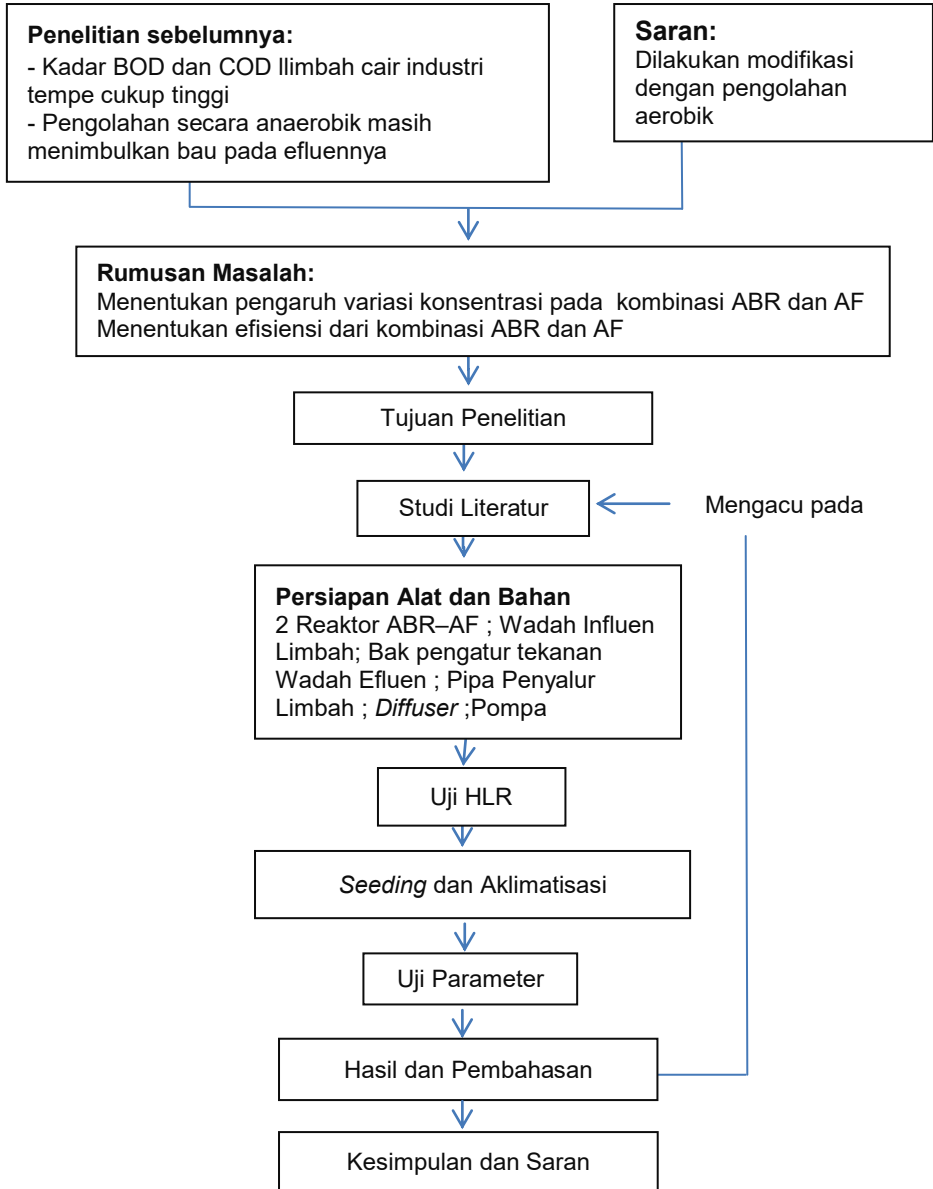 Penelitian sebelumnya:
- Kadar BOD dan COD Llimbah cair industri
tempe cukup tinggi
- Pengolahan secara anaerobik masih
menimbulkan bau pada efluennya
Saran:
Dilakukan modifikasi
dengan pengolahan
aerobik
Rumusan Masalah:
Menentukan pengaruh variasi konsentrasi pada  kombinasi ABR dan AF
Menentukan efisiensi dari kombinasi ABR dan AF
Tujuan Penelitian
Studi Literatur
Mengacu pada
Persiapan Alat dan Bahan
2 Reaktor ABR–AF ; Wadah Influen
Limbah; Bak pengatur tekanan
Wadah Efluen ; Pipa Penyalur
Limbah ; Diffuser ;Pompa
Uji HLR
Seeding dan Aklimatisasi
Uji Parameter
Hasil dan Pembahasan
Kesimpulan dan Saran